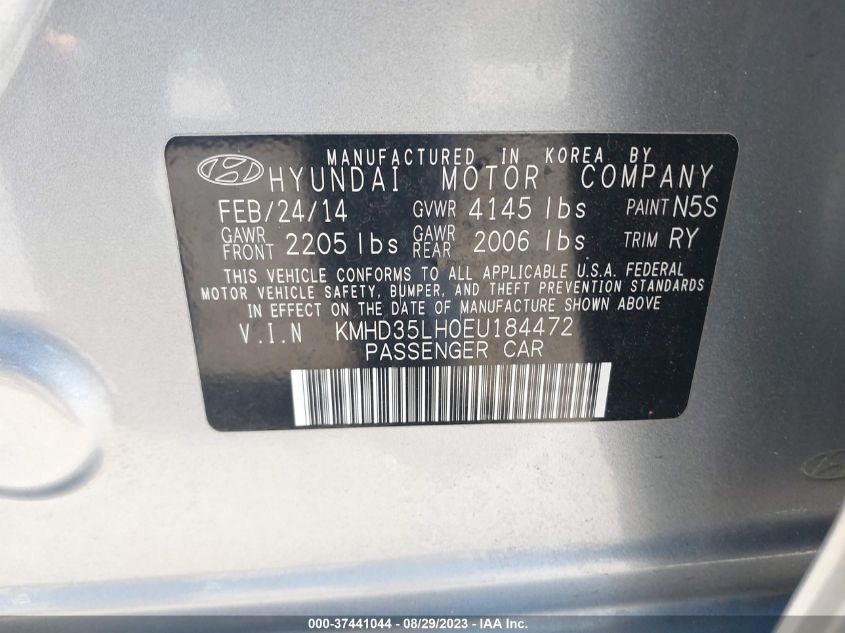 MANUFACTURED IN KOREA BY
HYUNDAI MOTOR COMPANY
FEB/24/14 GVWR 4145 lbs PAINT N5S
GAWR FRONT 2205 lbs GAWR REAR 2006 lbs TRIM RY
THIS VEHICLE CONFORMS TO ALL APPLICABLE U.S.A. FEDERAL
MOTOR VEHICLE SAFETY, BUMPER, AND THEFT PREVENTION STANDARDS
IN EFFECT ON THE DATE OF MANUFACTURE SHOWN ABOVE
V.I.N KMHD35LH0EU184472
PASSENGER CAR
000-37441044 - 08/29/2023 - IAA Inc.